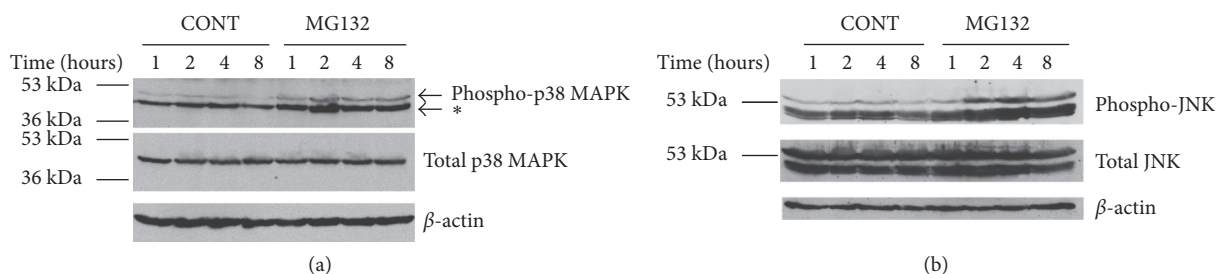 CONT MG132
Time (hours) 1 2 4 8 1 2 4 8
53 kDa
Phospho-p38 MAPK
*
36 kDa
53 kDa
Total p38 MAPK
36 kDa
β-actin
(a)
CONT MG132
Time (hours) 1 2 4 8 1 2 4 8
53 kDa
Phospho-JNK
53 kDa
Total JNK
β-actin
(b)